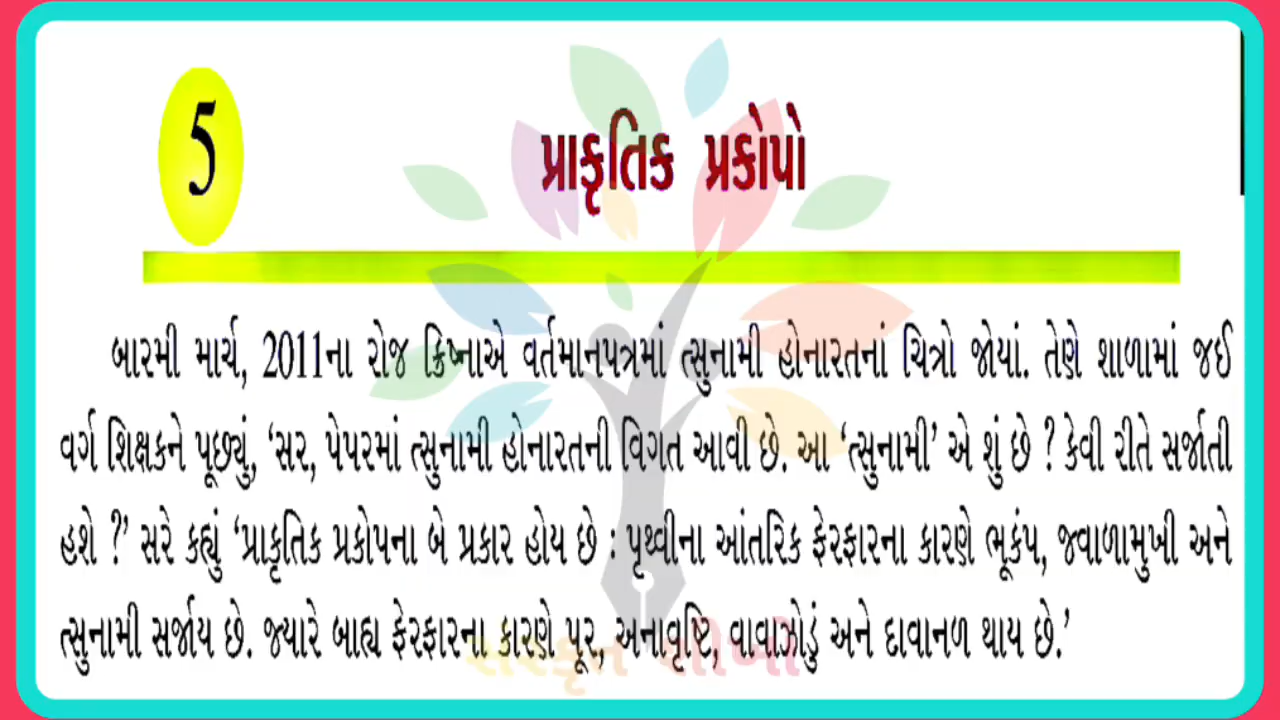 5
પ્રાકૃતિક પ્રકોપો
બારમી માર્ચ, 2011ના રોજ ક્રિષ્નાએ વર્તમાનપત્રમાં ત્સુનામી હોનારતનાં ચિત્રો જોયાં. તેણે શાળામાં જઈ
વર્ગ શિક્ષકને પૂછ્યું, ‘સર, પેપરમાં ત્સુનામી હોનારતની વિગત આવી છે. આ ‘ત્સુનામી’ એ શું છે ? કેવી રીતે સર્જાતી
હશે ?’ સરે કહ્યું ‘પ્રાકૃતિક પ્રકોપના બે પ્રકાર હોય છે : પૃથ્વીના આંતરિક ફેરફારના કારણે ભૂકંપ, જ્વાળામુખી અને
ત્સુનામી સર્જાય છે. જ્યારે બાહ્ય ફેરફારના કારણે પૂર, અનાવૃષ્ટિ, વાવાઝોડું અને દાવાનળ થાય છે.’
સંસ્કૃત શીખો